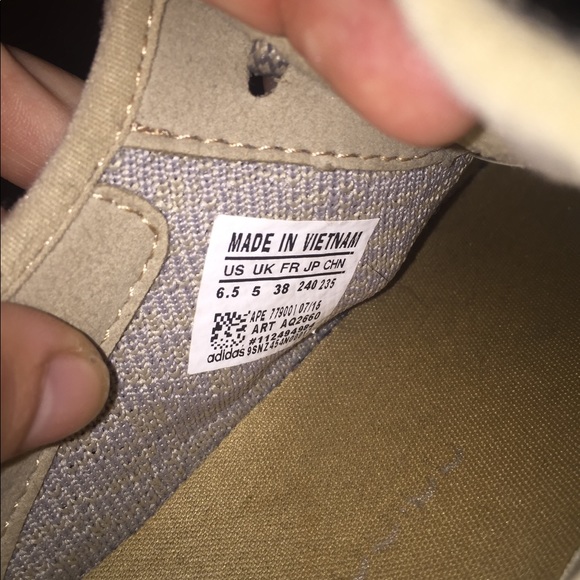 MADE IN VIETNAM
US UK FR JP CHN
6.5 5 38 240 235
APE 779001 07/15
ART AQ2660
adidas